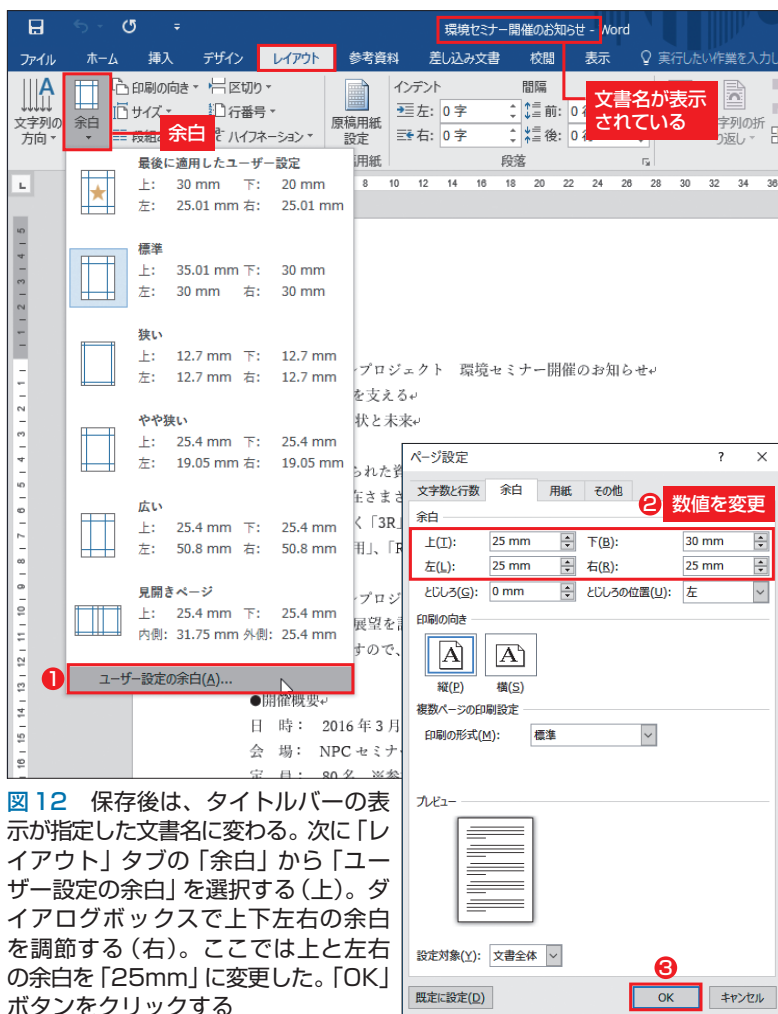 環境セミナー開催のお知らせ - Word
ファイル ホーム 挿入 デザイン レイアウト 参考資料 差し込み文書 校閲 表示 実行したい作業を入力し
文字列の方向 余白 印刷の向き 区切り
サイズ 行番号
ハイフネーション
原稿用紙設定
インデント 間隔
左: 0 字 前:
右: 0 字 後:
段落
余白
文書名が表示
されている
最後に適用したユーザー設定
上: 30 mm 下: 20 mm
左: 25.01 mm 右: 25.01 mm
標準
上: 35.01 mm 下: 30 mm
左: 30 mm 右: 30 mm
狭い
上: 12.7 mm 下: 12.7 mm
左: 12.7 mm 右: 12.7 mm
やや狭い
上: 25.4 mm 下: 25.4 mm
左: 19.05 mm 右: 19.05 mm
広い
上: 25.4 mm 下: 25.4 mm
左: 50.8 mm 右: 50.8 mm
見開きページ
上: 25.4 mm 下: 25.4 mm
内側: 31.75 mm 外側: 25.4 mm
❶ ユーザー設定の余白(A)...
8 10 12 14 16 18 20 22 24 26 28 30 32 34 36
プロジェクト 環境セミナー開催のお知らせ
を支える
状と未来
●開催概要
日 時: 2016 年 3 月
会 場: NPC セミナ
定 員: 80 名 ※参
ページ設定 ? ×
文字数と行数 余白 用紙 その他
❷ 数値を変更
余白
上(T): 25 mm 下(B): 30 mm
左(L): 25 mm 右(R): 25 mm
とじしろ(G): 0 mm とじしろの位置(U): 左
印刷の向き
縦(P) 横(S)
複数ページの印刷設定
印刷の形式(M): 標準
プレビュー
設定対象(Y): 文書全体
❸
既定に設定(D) OK キャンセル
図12 保存後は、タイトルバーの表
示が指定した文書名に変わる。次に「レ
イアウト」タブの「余白」から「ユー
ザー設定の余白」を選択する(上)。ダ
イアログボックスで上下左右の余白
を調節する(右)。ここでは上と左右
の余白を「25mm」に変更した。「OK」
ボタンをクリックする